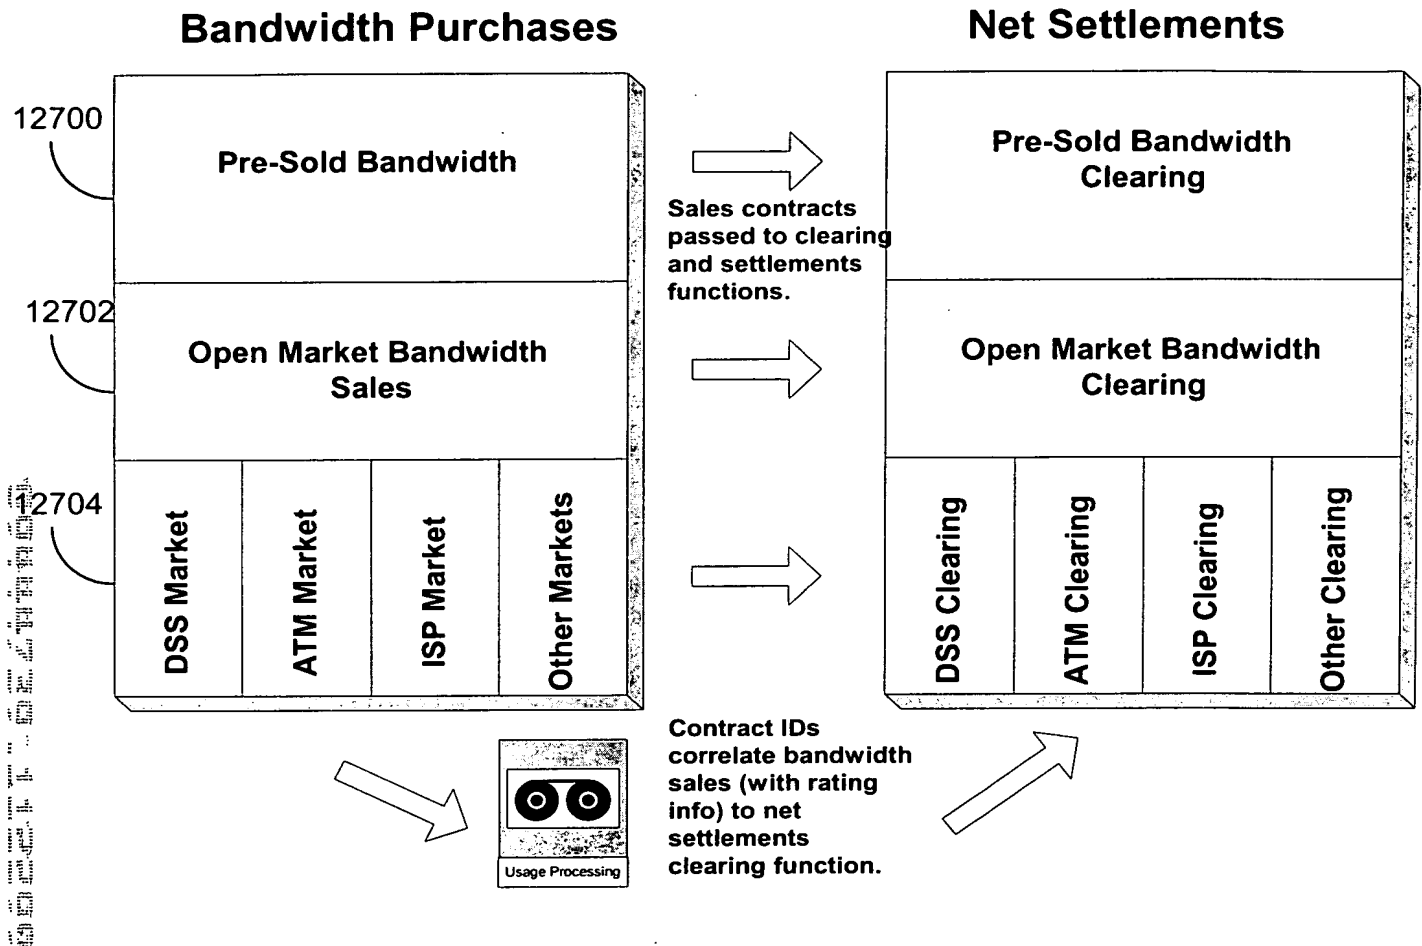 Bandwidth Purchases
Net Settlements
12700
Pre-Sold Bandwidth
Sales contracts
passed to clearing
and settlements
functions.
Pre-Sold Bandwidth
Clearing
12702
Open Market Bandwidth
Sales
Open Market Bandwidth
Clearing
12704
DSS Market
ATM Market
ISP Market
Other Markets
DSS Clearing
ATM Clearing
ISP Clearing
Other Clearing
Usage Processing
Contract IDs
correlate bandwidth
sales (with rating
info) to net
settlements
clearing function.